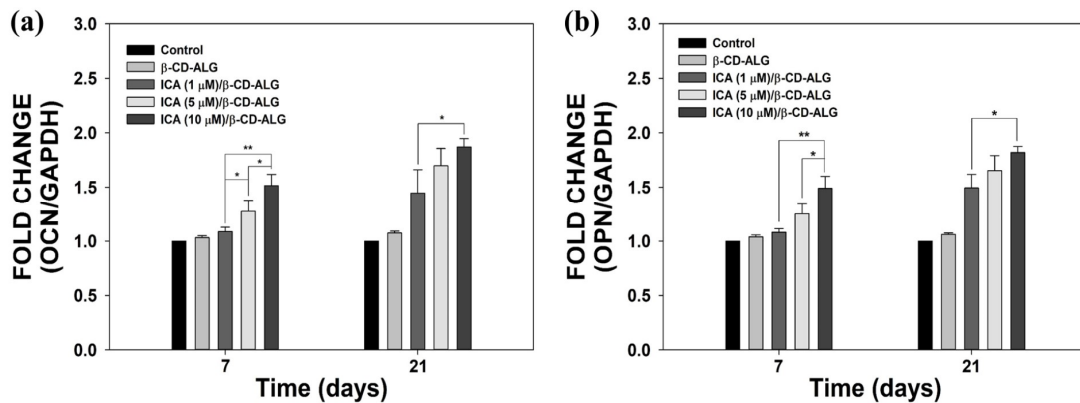 (a)
FOLD CHANGE
(OCN/GAPDH)
3.0
2.5
2.0
1.5
1.0
0.5
0.0
Control
β-CD-ALG
ICA (1 μM)/β-CD-ALG
ICA (5 μM)/β-CD-ALG
ICA (10 μM)/β-CD-ALG
**
*
*
*
7
21
Time (days)
(b)
FOLD CHANGE
(OPN/GAPDH)
3.0
2.5
2.0
1.5
1.0
0.5
0.0
Control
β-CD-ALG
ICA (1 μM)/β-CD-ALG
ICA (5 μM)/β-CD-ALG
ICA (10 μM)/β-CD-ALG
**
*
*
7
21
Time (days)